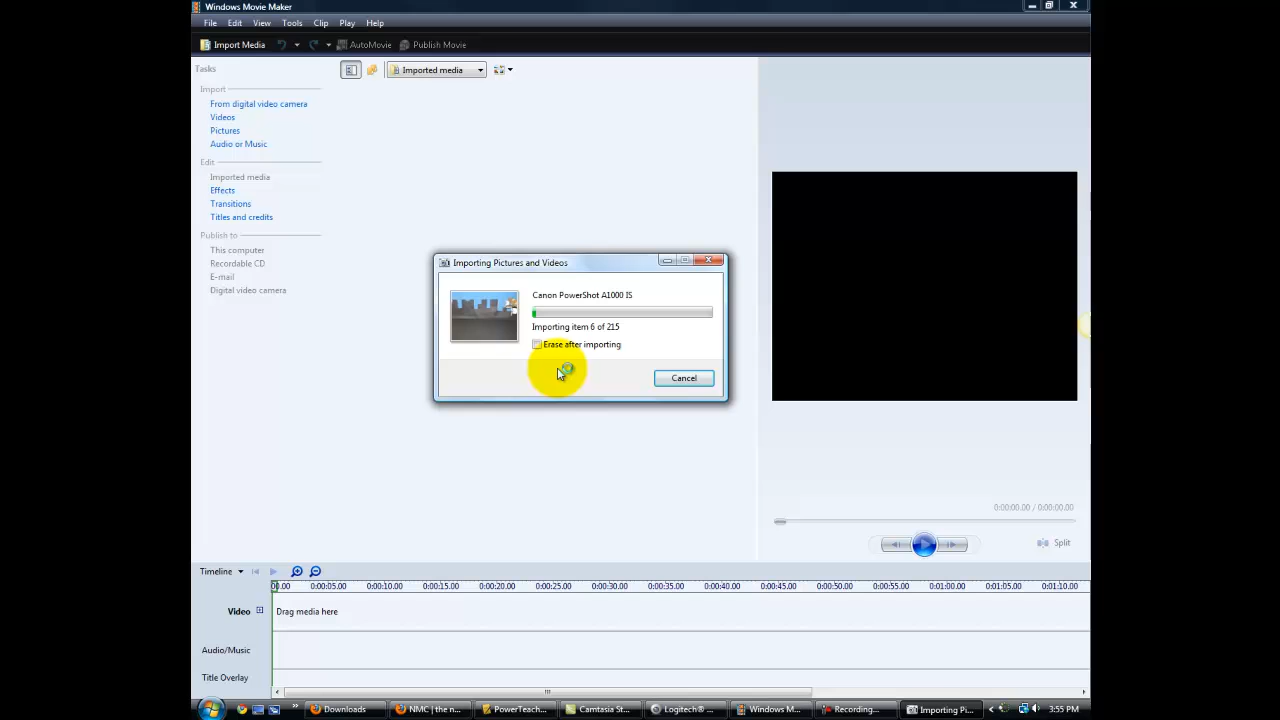 Windows Movie Maker
File Edit View Tools Clip Play Help
Import Media AutoMovie Publish Movie
Tasks
Imported media
Import
From digital video camera
Videos
Pictures
Audio or Music
Edit
Imported media
Effects
Transitions
Titles and credits
Publish to
This computer
Recordable CD
E-mail
Digital video camera
Importing Pictures and Videos
Canon PowerShot A1000 IS
Importing item 6 of 215
Erase after importing
Cancel
0:00:00.00 / 0:00:00.00
Split
Timeline
00.00 0:00:05.00 0:00:10.00 0:00:15.00 0:00:20.00 0:00:25.00 0:00:30.00 0:00:35.00 0:00:40.00 0:00:45.00 0:00:50.00 0:00:55.00 0:01:00.00 0:01:05.00 0:01:10.00
Video Drag media here
Audio/Music
Title Overlay
Downloads NMC | the n... PowerTeach... Camtasia St... Logitech® ... Windows M... Recording... Importing Pi... 3:55 PM